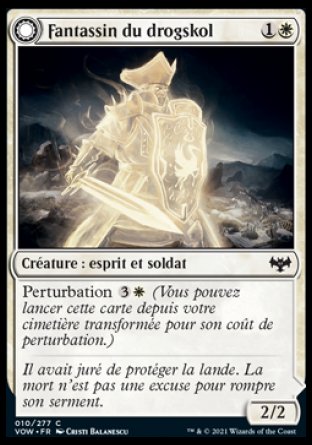 Fantassin du drogskol 1
Créature : esprit et soldat
Perturbation 3 (Vous pouvez
lancer cette carte depuis votre
cimetière transformée pour son coût de
perturbation.)
Il avait juré de protéger la lande. La
mort n'est pas une excuse pour rompre
son serment.
2/2
010/277 C
VOW • FR Cristi Balanescu
™ & © 2021 Wizards of the Coast